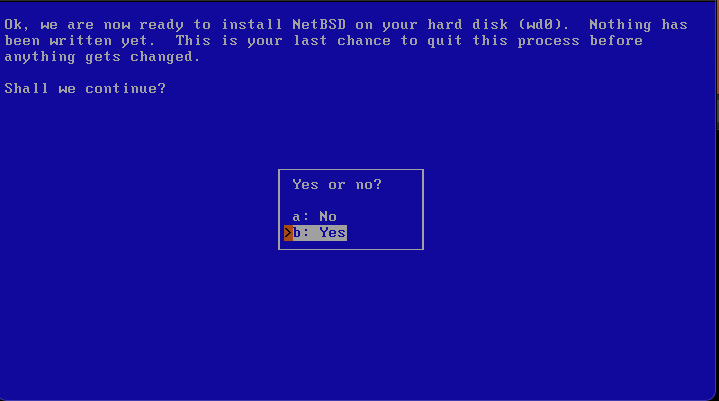 Ok, we are now ready to install NetBSD on your hard disk (wd0).  Nothing has
been written yet.  This is your last chance to quit this process before
anything gets changed.
Shall we continue?
Yes or no?
a: No
>b: Yes